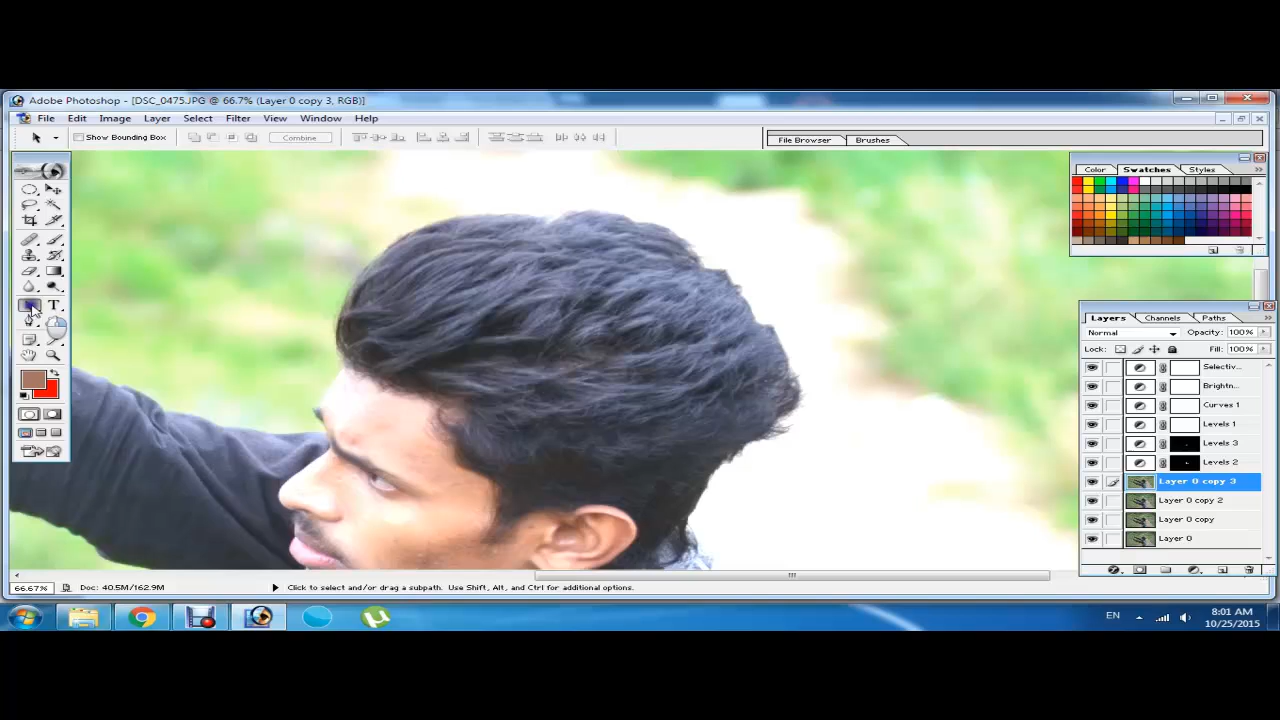 Adobe Photoshop - [DSC_0475.JPG @ 66.7% (Layer 0 copy 3, RGB)]
File Edit Image Layer Select Filter View Window Help
Show Bounding Box Combine File Browser Brushes
Color Swatches Styles
T
Layers Channels Paths
Normal Opacity: 100%
Lock: Fill: 100%
Selectiv...
Brightn...
Curves 1
Levels 1
Levels 3
Levels 2
Layer 0 copy 3
Layer 0 copy 2
Layer 0 copy
Layer 0
66.67% Doc: 40.5M/162.9M Click to select and/or drag a subpath. Use Shift, Alt, and Ctrl for additional options.
EN 8:01 AM
10/25/2015